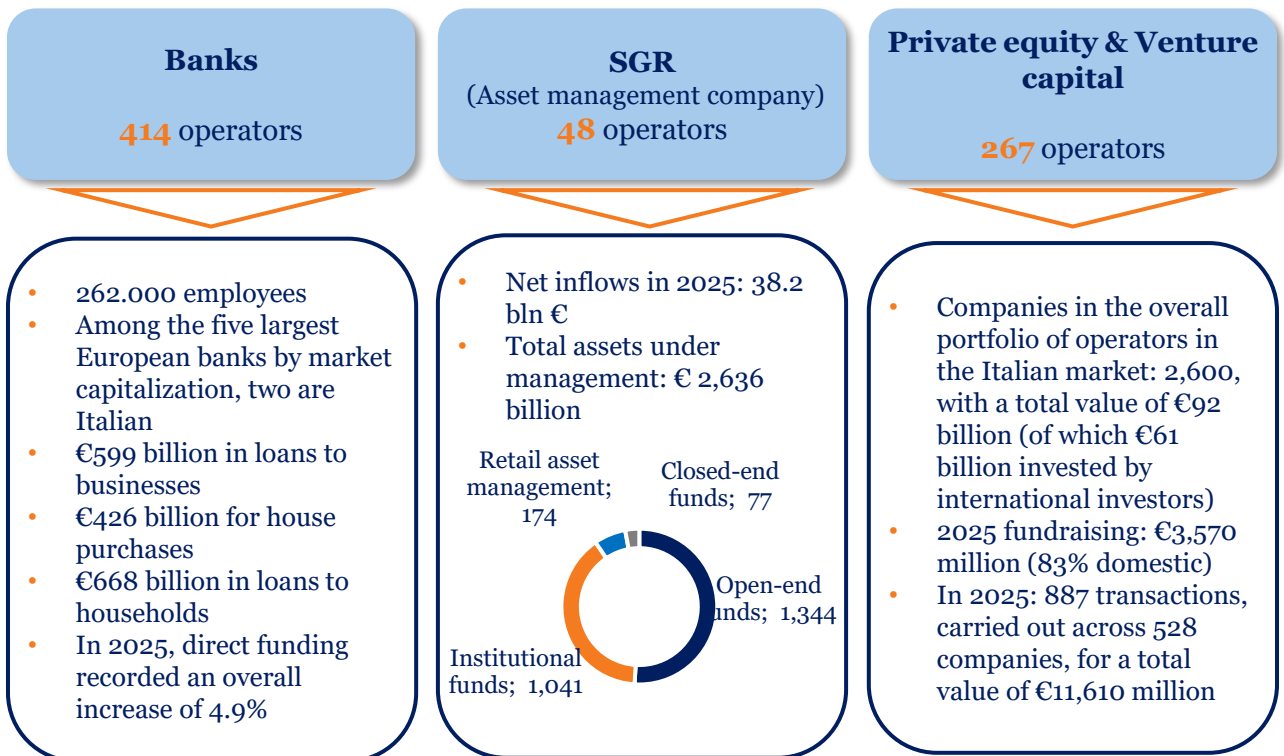 Banks
414 operators
SGR
(Asset management company)
48 operators
Private equity & Venture
capital
267 operators
• 262.000 employees
• Among the five largest
European banks by market
capitalization, two are
Italian
• €599 billion in loans to
businesses
• €426 billion for house
purchases
• €668 billion in loans to
households
• In 2025, direct funding
recorded an overall
increase of 4.9%
• Net inflows in 2025: 38.2
bln €
• Total assets under
management: € 2,636
billion
Retail asset
management;
174
Closed-end
funds; 77
Open-end
unds; 1,344
Institutional
funds; 1,041
• Companies in the overall
portfolio of operators in
the Italian market: 2,600,
with a total value of €92
billion (of which €61
billion invested by
international investors)
• 2025 fundraising: €3,570
million (83% domestic)
• In 2025: 887 transactions,
carried out across 528
companies, for a total
value of €11,610 million